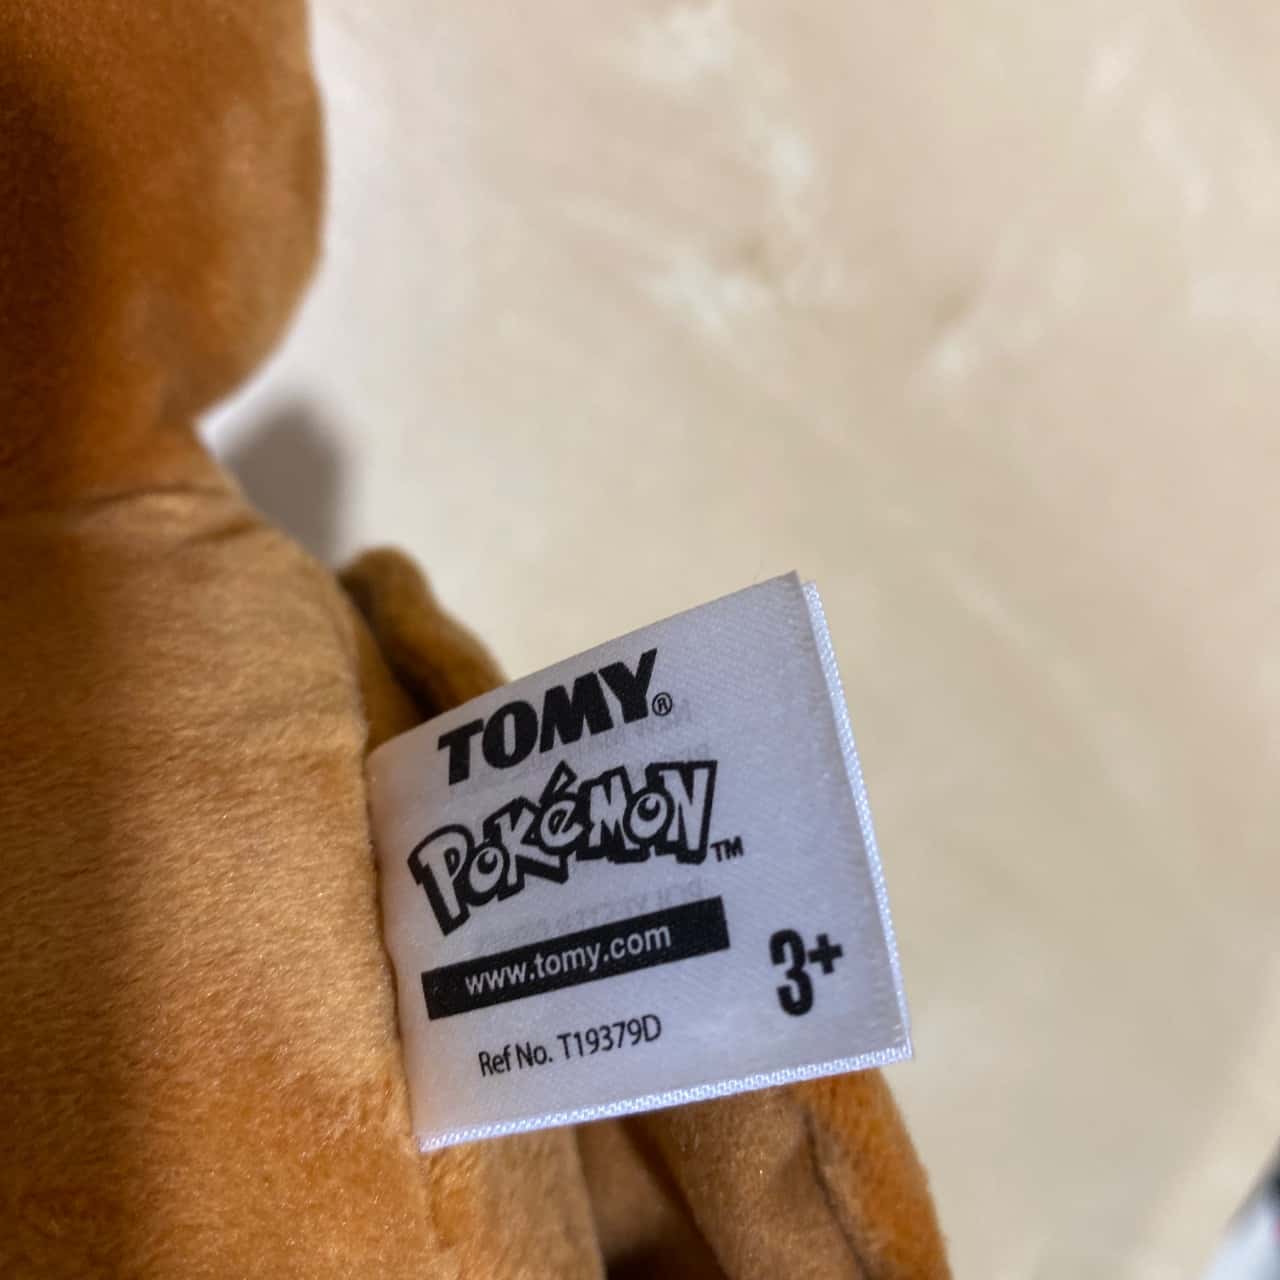 TOMY®
POKéMON™
www.tomy.com
3+
Ref No. T19379D